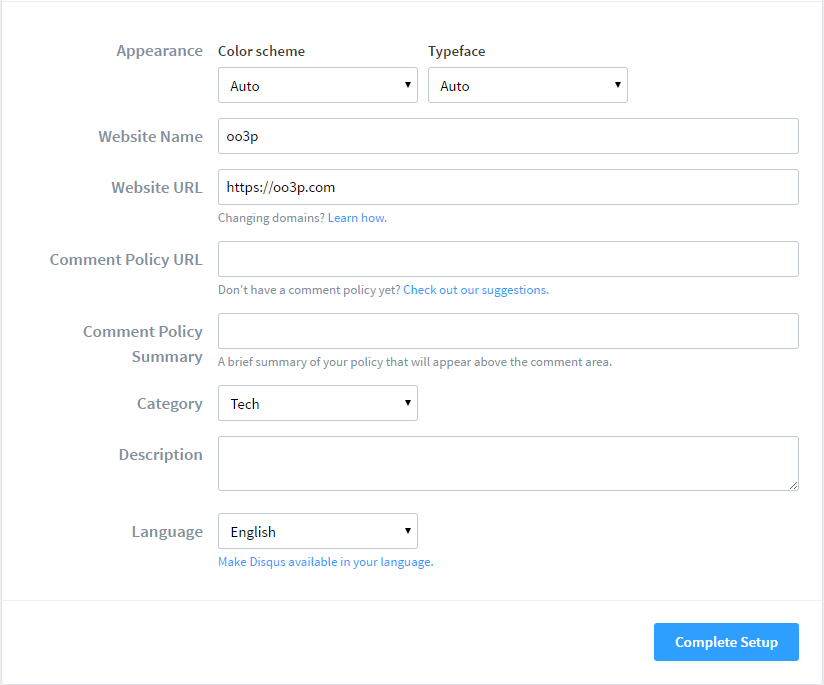 Appearance Color scheme Typeface
Auto Auto
Website Name oo3p
Website URL https://oo3p.com
Changing domains? Learn how.
Comment Policy URL
Don't have a comment policy yet? Check out our suggestions.
Comment Policy
Summary
A brief summary of your policy that will appear above the comment area.
Category Tech
Description
Language English
Make Disqus available in your language.
Complete Setup